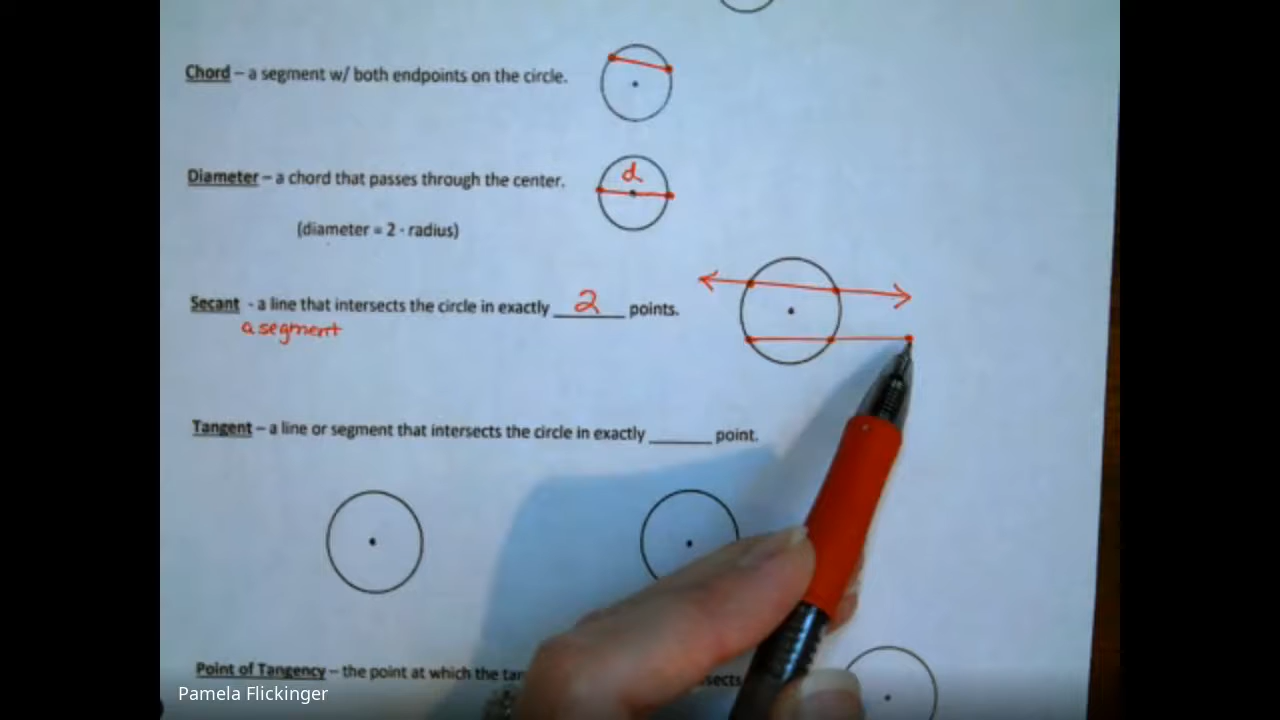 Chord – a segment w/ both endpoints on the circle.
d
Diameter – a chord that passes through the center.
(diameter = 2 · radius)
Secant - a line that intersects the circle in exactly 2 points.
a segment
Tangent – a line or segment that intersects the circle in exactly ______ point.
Point of Tangency – the point at which the
Pamela Flickinger